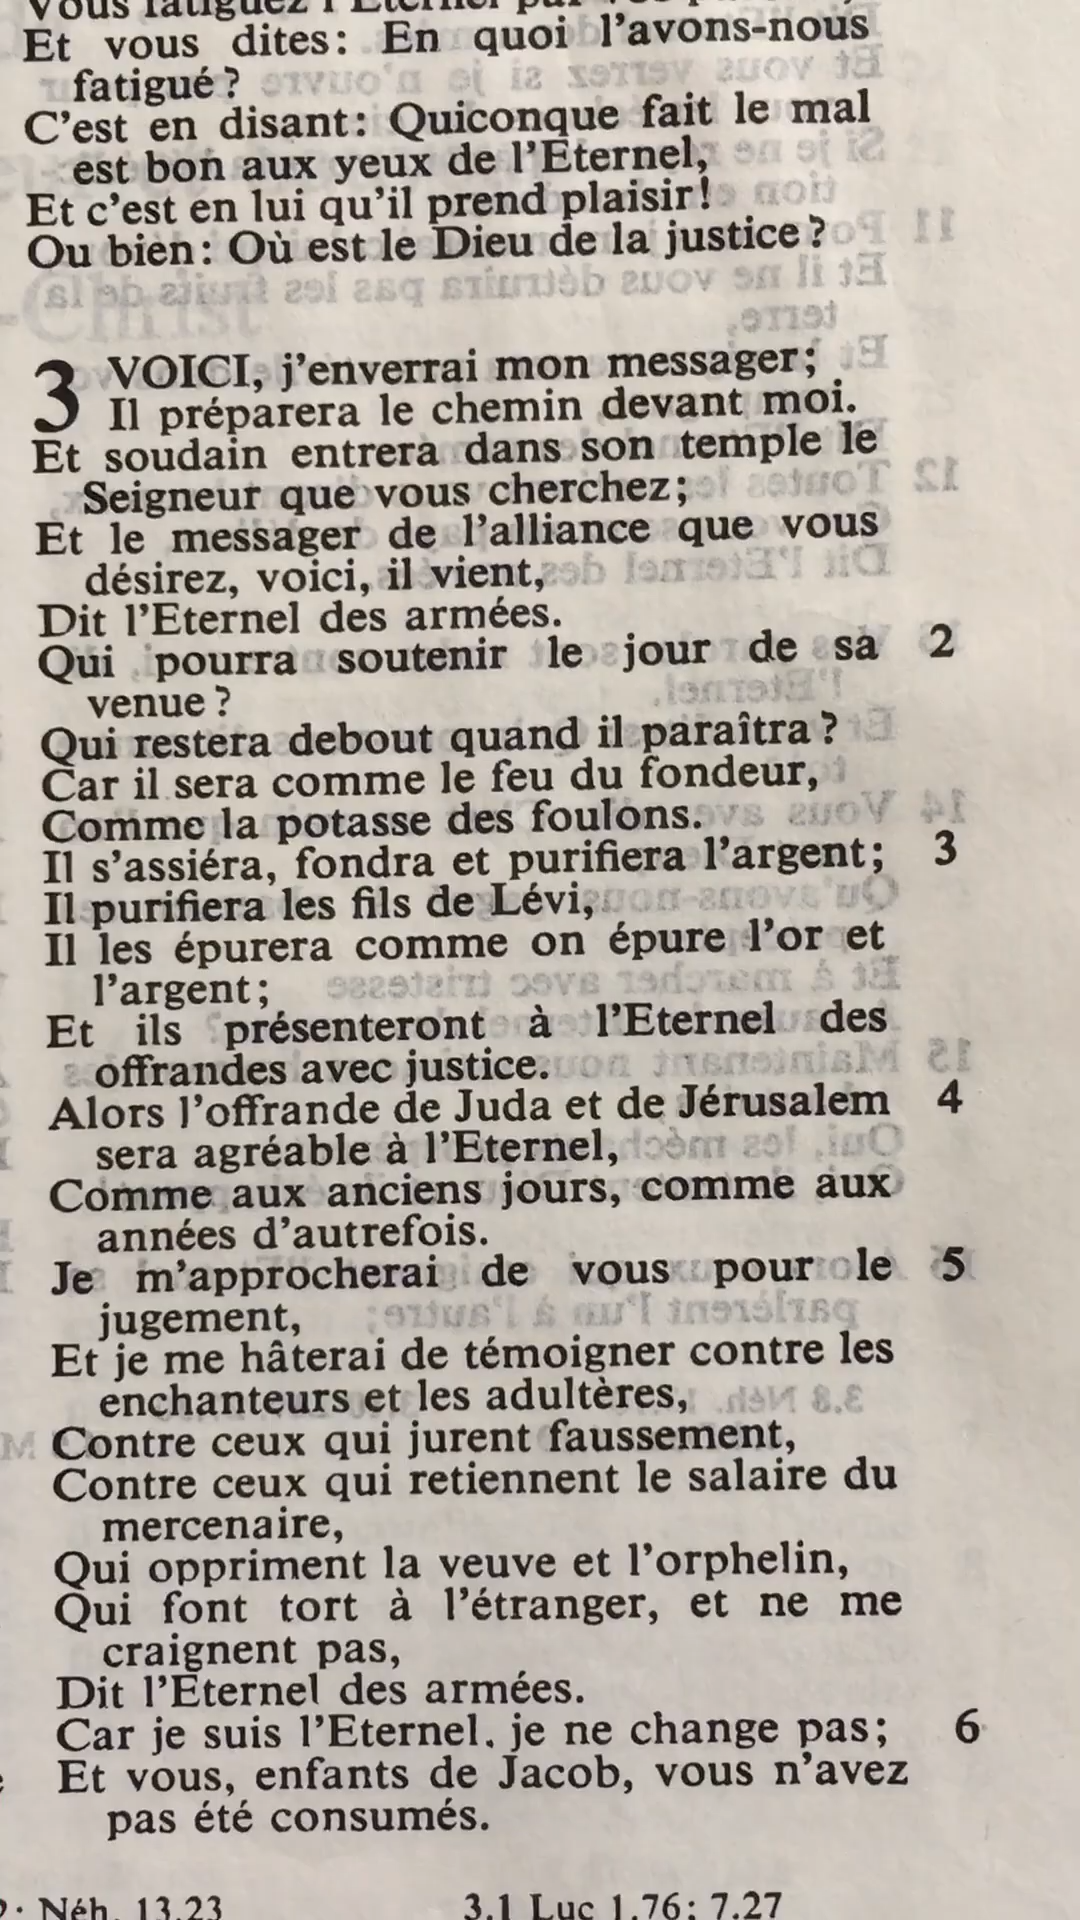 Vous fatiguez l'Eternel par vos
Et vous dites: En quoi l'avons-nous
fatigué?
C'est en disant: Quiconque fait le mal
est bon aux yeux de l'Eternel,
Et c'est en lui qu'il prend plaisir!
Ou bien: Où est le Dieu de la justice?
3 VOICI, j'enverrai mon messager;
Il préparera le chemin devant moi.
Et soudain entrera dans son temple le
Seigneur que vous cherchez;
Et le messager de l'alliance que vous
désirez, voici, il vient,
Dit l'Eternel des armées.
Qui pourra soutenir le jour de sa 2
venue?
Qui restera debout quand il paraîtra?
Car il sera comme le feu du fondeur,
Comme la potasse des foulons.
Il s'assiéra, fondra et purifiera l'argent; 3
Il purifiera les fils de Lévi,
Il les épurera comme on épure l'or et
l'argent;
Et ils présenteront à l'Eternel des
offrandes avec justice.
Alors l'offrande de Juda et de Jérusalem 4
sera agréable à l'Eternel,
Comme aux anciens jours, comme aux
années d'autrefois.
Je m'approcherai de vous pour le 5
jugement,
Et je me hâterai de témoigner contre les
enchanteurs et les adultères,
Contre ceux qui jurent faussement,
Contre ceux qui retiennent le salaire du
mercenaire,
Qui oppriment la veuve et l'orphelin,
Qui font tort à l'étranger, et ne me
craignent pas,
Dit l'Eternel des armées.
Car je suis l'Eternel, je ne change pas; 6
Et vous, enfants de Jacob, vous n'avez
pas été consumés.
Néh. 13.23 3.1 Luc 1.76; 7.27